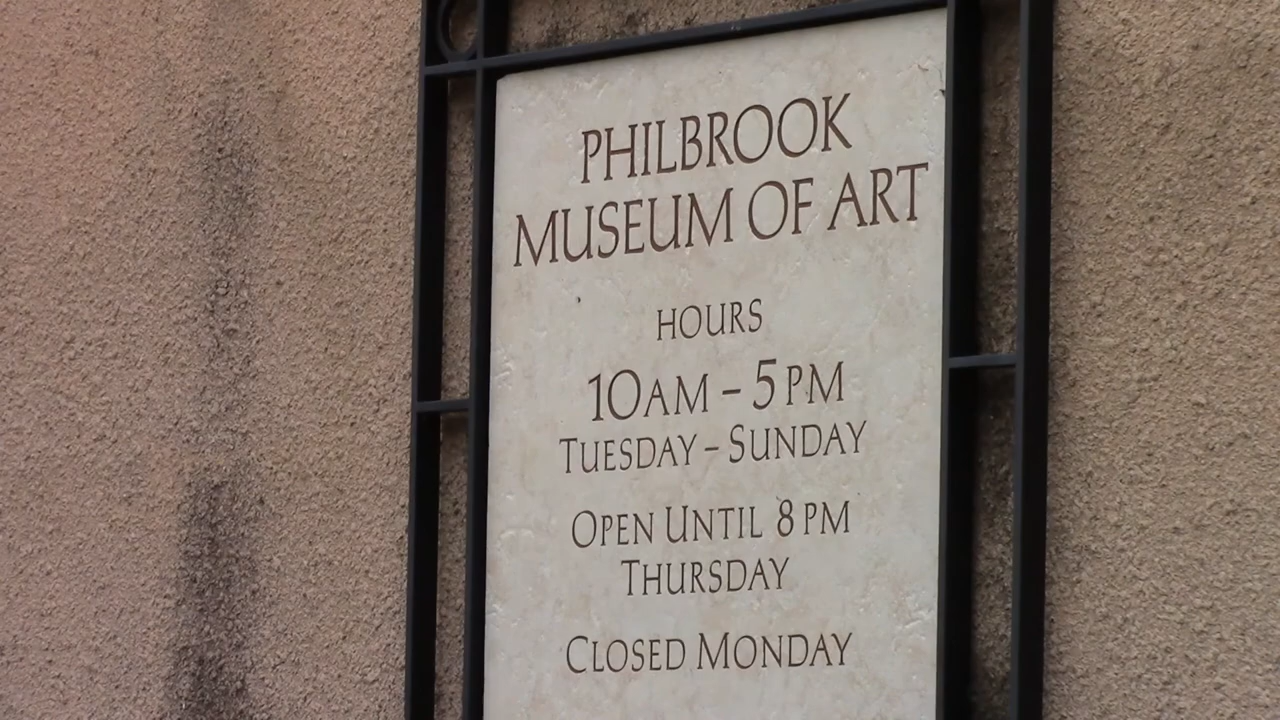 PHILBROOK
MUSEUM OF ART
HOURS
10AM – 5PM
TUESDAY – SUNDAY
OPEN UNTIL 8PM
THURSDAY
CLOSED MONDAY